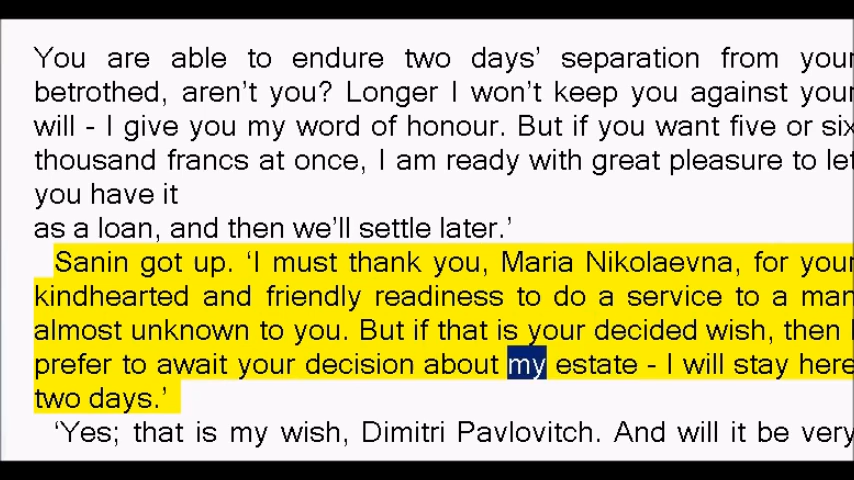 You are able to endure two days’ separation from your
betrothed, aren’t you? Longer I won’t keep you against your
will - I give you my word of honour. But if you want five or six
thousand francs at once, I am ready with great pleasure to let
you have it
as a loan, and then we’ll settle later.’
Sanin got up. ‘I must thank you, Maria Nikolaevna, for your
kindhearted and friendly readiness to do a service to a man
almost unknown to you. But if that is your decided wish, then I
prefer to await your decision about my estate - I will stay here
two days.’
‘Yes; that is my wish, Dimitri Pavlovitch. And will it be very